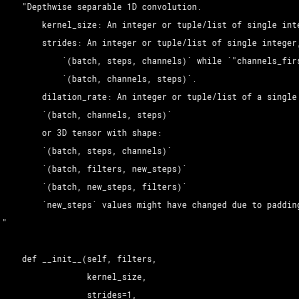 "Depthwise separable 1D convolution.
kernel_size: An integer or tuple/list of single
strides: An integer or tuple/list of single integer,
`(batch, steps, channels)` while `"channels_firs
`(batch, channels, steps)`.
dilation_rate: An integer or tuple/list of a single
`(batch, channels, steps)`
or 3D tensor with shape:
`(batch, steps, channels)`
`(batch, filters, new_steps)`
`(batch, new_steps, filters)`
`new_steps` values might have changed due to padding
"
def __init__(self, filters,
kernel_size,
strides=1,